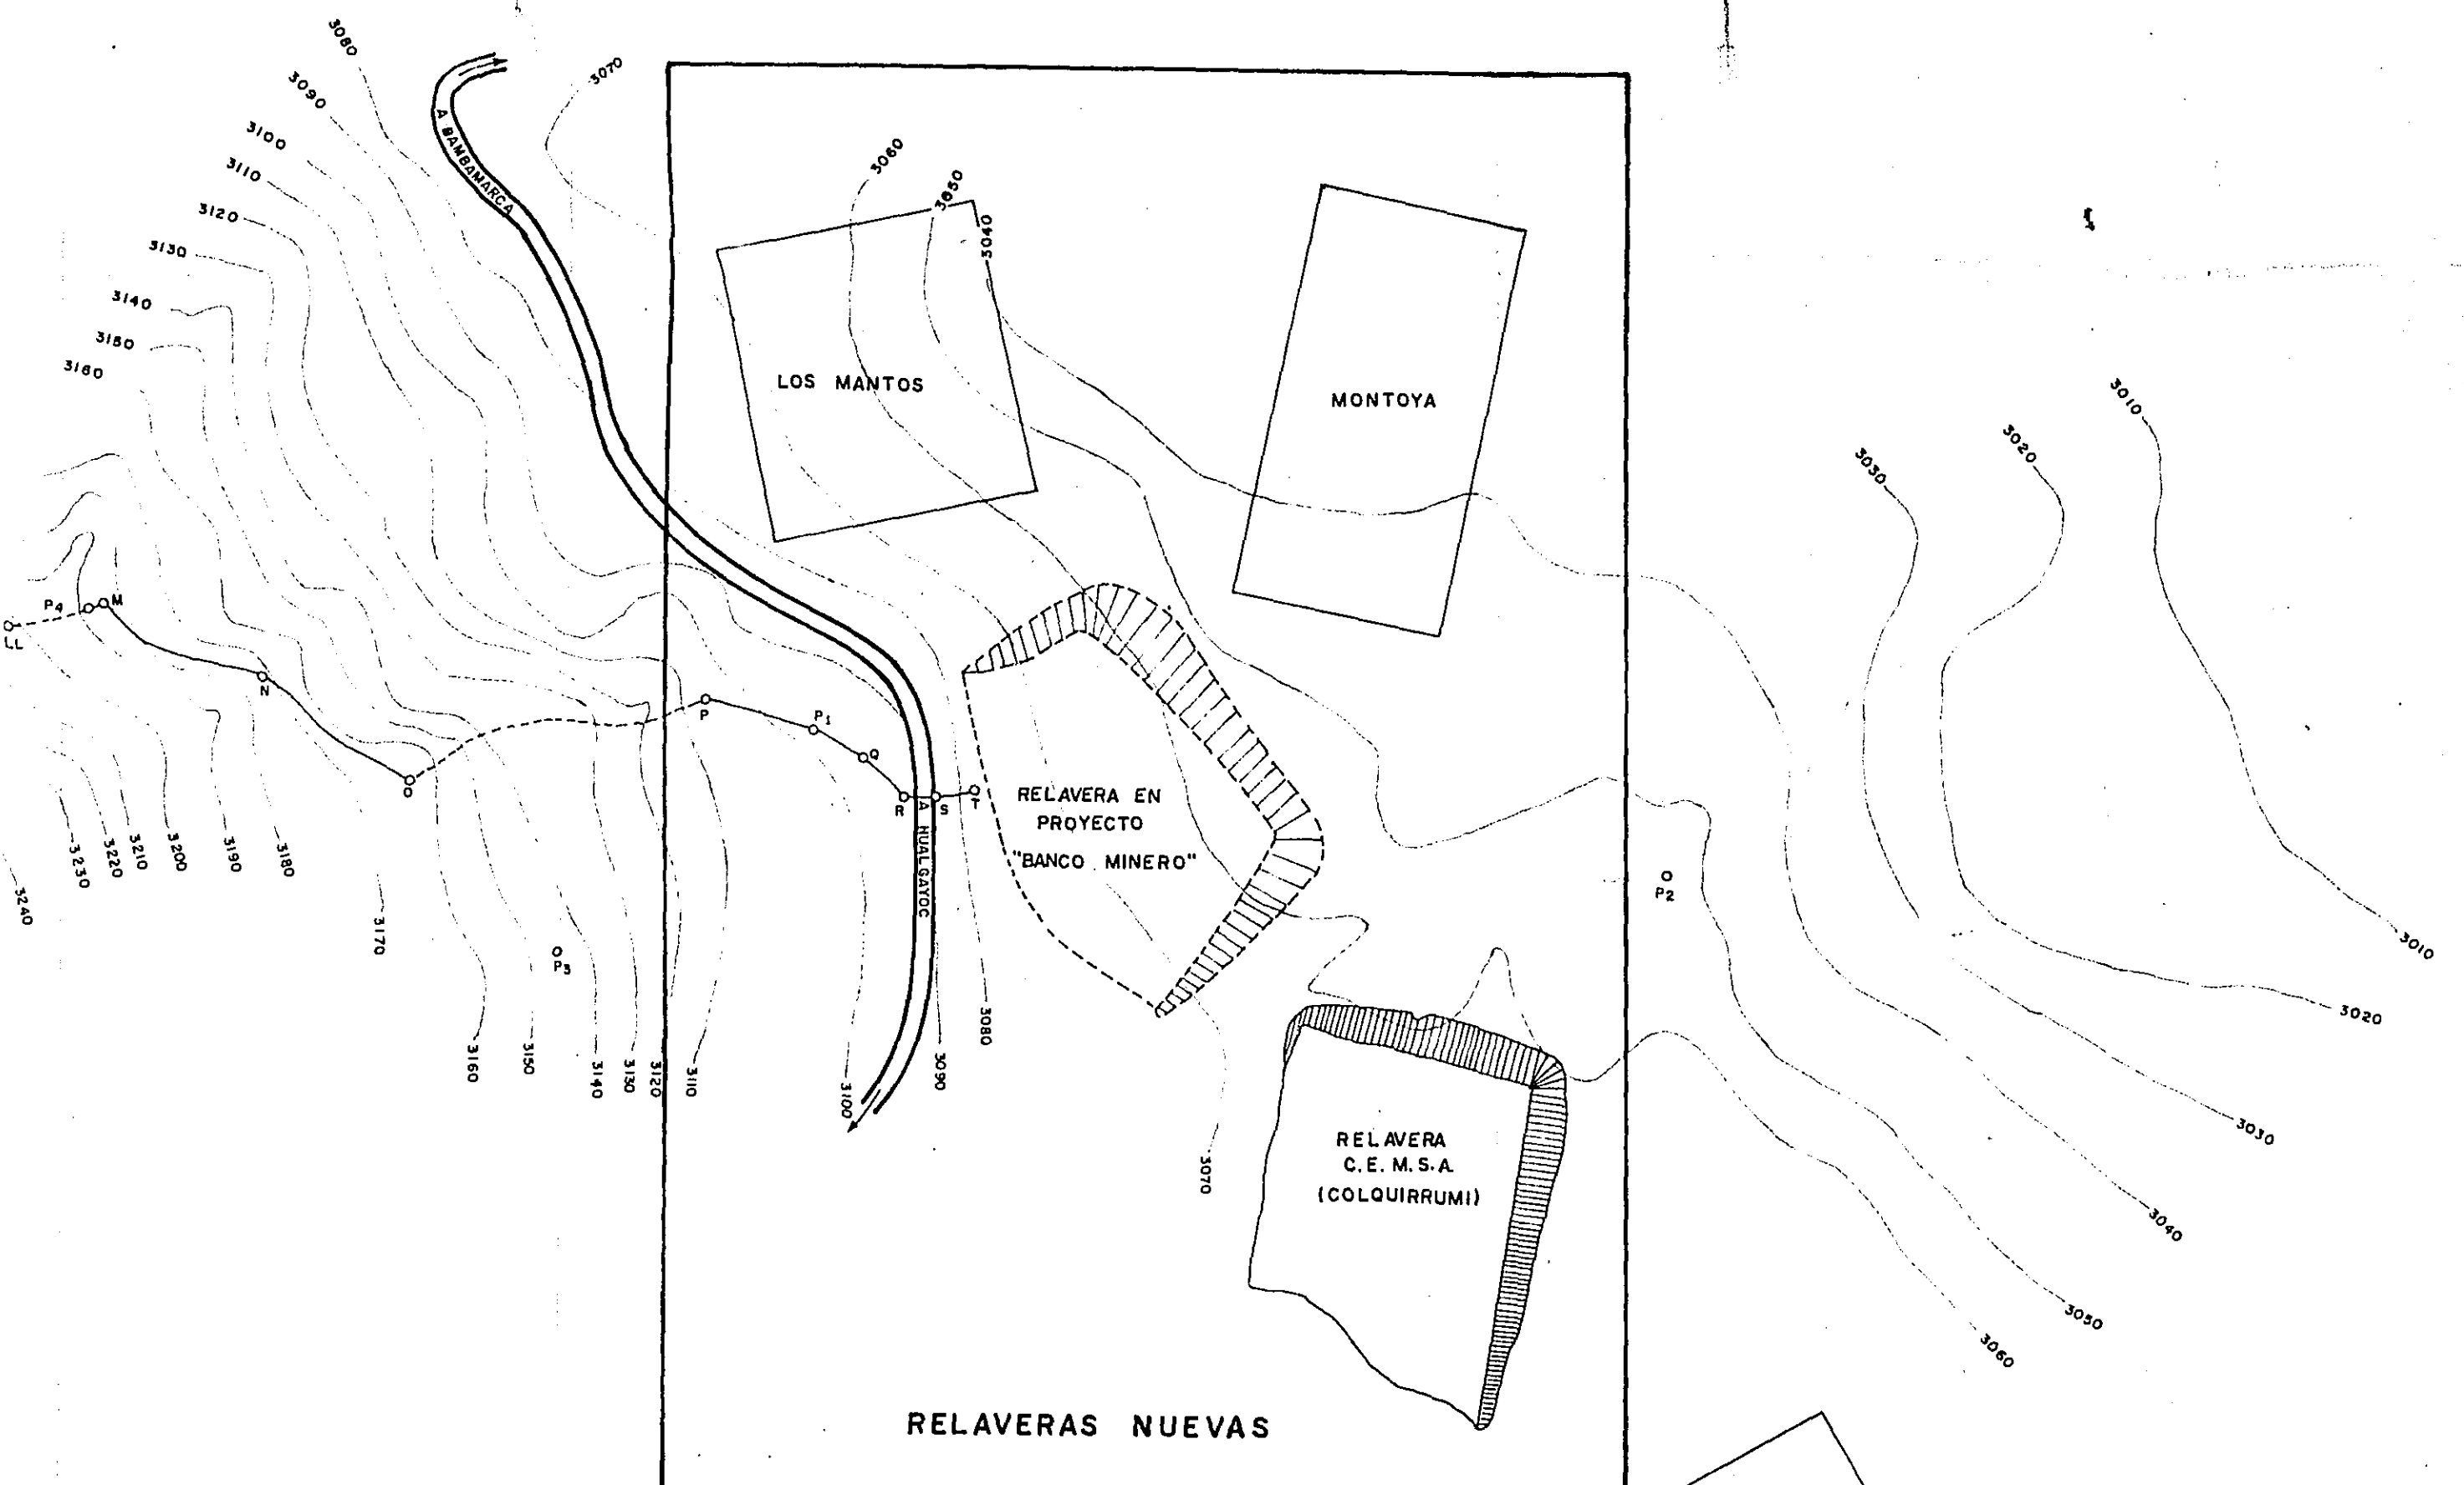 3080
3090
3100
3110
3120
3130
3140
3150
3160
3070
A BAMBAMARCA
3060
3050
3040
LOS MANTOS
MONTOYA
3010
3020
3030
P4
M
LL
N
O
P
P1
Q
R
S
T
A HUALGAYOC
RELAVERA EN
PROYECTO
"BANCO MINERO"
P2
P3
3240
3230
3220
3210
3200
3190
3180
3170
3160
3150
3140
3130
3120
3110
3100
3090
3080
3070
3010
3020
3030
3040
3050
3060
RELAVERA
C.E.M.S.A.
(COLQUIRRUMI)
RELAVERAS NUEVAS